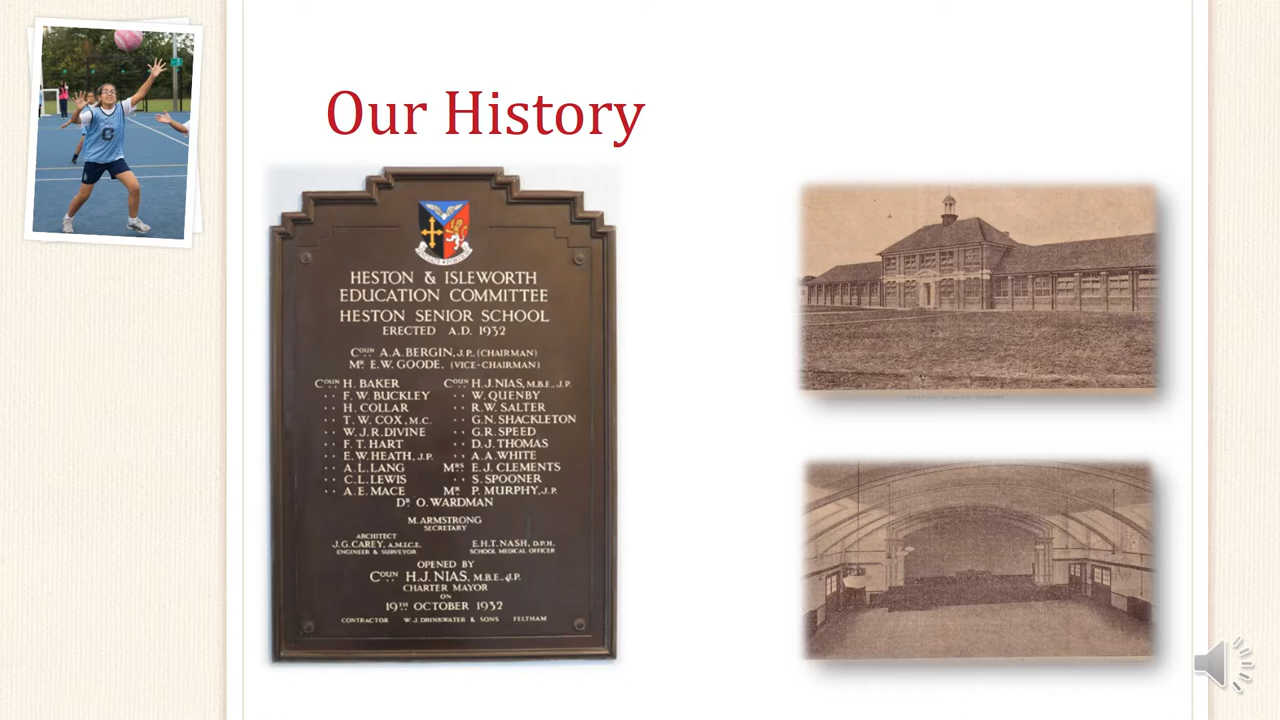 Our History
C
HESTON & ISLEWORTH
EDUCATION COMMITTEE
HESTON SENIOR SCHOOL
ERECTED A.D. 1932
COUN A.A. BERGIN, J.P., (CHAIRMAN)
MR E.W. GOODE, (VICE-CHAIRMAN)
COUN H. BAKER COUN H.J. NIAS, M.B.E., J.P.
·· F.W. BUCKLEY ·· W. QUENBY
·· H. COLLAR ·· R.W. SALTER
·· T.W. COX, M.C. ·· G.N. SHACKLETON
·· W.J.R. DIVINE ·· G.R. SPEED
·· F.T. HART ·· D.J. THOMAS
·· E.W. HEATH, J.P. ·· A.A. WHITE
·· A.L. LANG MRS E.J. CLEMENTS
·· C.L. LEWIS ·· S. SPOONER
·· A.E. MACE MR P. MURPHY, J.P.
DR O. WARDMAN
M. ARMSTRONG
SECRETARY
ARCHITECT
J.G. CAREY, A.M.I.C.E. E.H.T. NASH, D.P.H.
ENGINEER & SURVEYOR SCHOOL MEDICAL OFFICER
OPENED BY
COUN H.J. NIAS, M.B.E., J.P.
CHARTER MAYOR
ON
19TH OCTOBER 1932
CONTRACTOR W.J. DRINKWATER & SONS FELTHAM